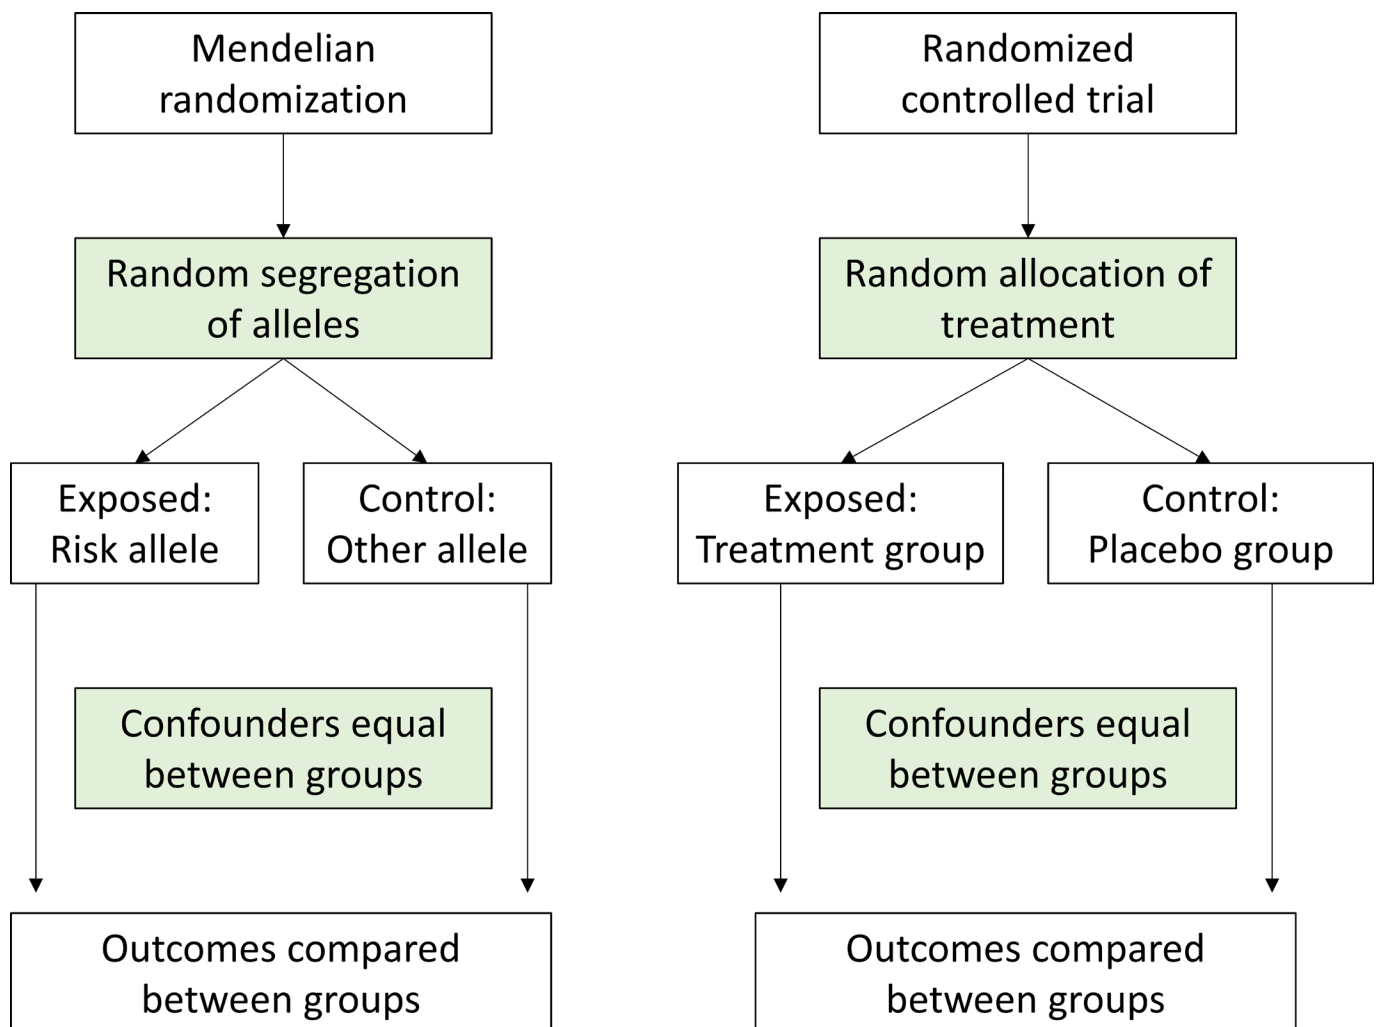 Mendelian
randomization
Random segregation
of alleles
Exposed:
Risk allele
Control:
Other allele
Confounders equal
between groups
Outcomes compared
between groups
Randomized
controlled trial
Random allocation of
treatment
Exposed:
Treatment group
Control:
Placebo group
Confounders equal
between groups
Outcomes compared
between groups